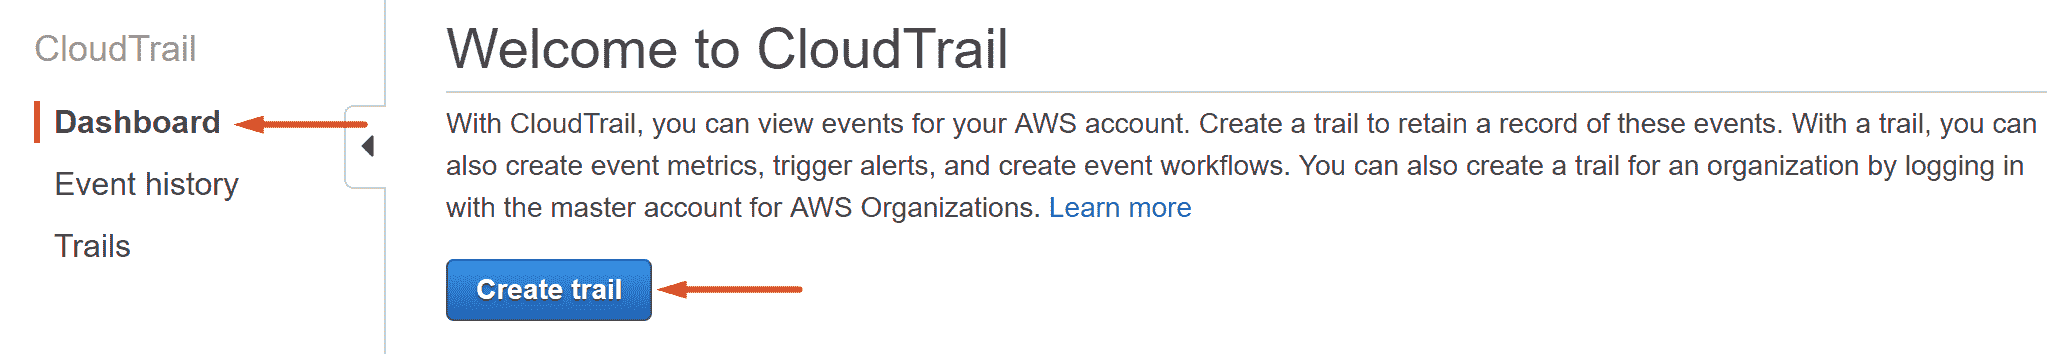 CloudTrail
Dashboard
Event history
Trails
Welcome to CloudTrail
With CloudTrail, you can view events for your AWS account. Create a trail to retain a record of these events. With a trail, you can
also create event metrics, trigger alerts, and create event workflows. You can also create a trail for an organization by logging in
with the master account for AWS Organizations. Learn more
Create trail